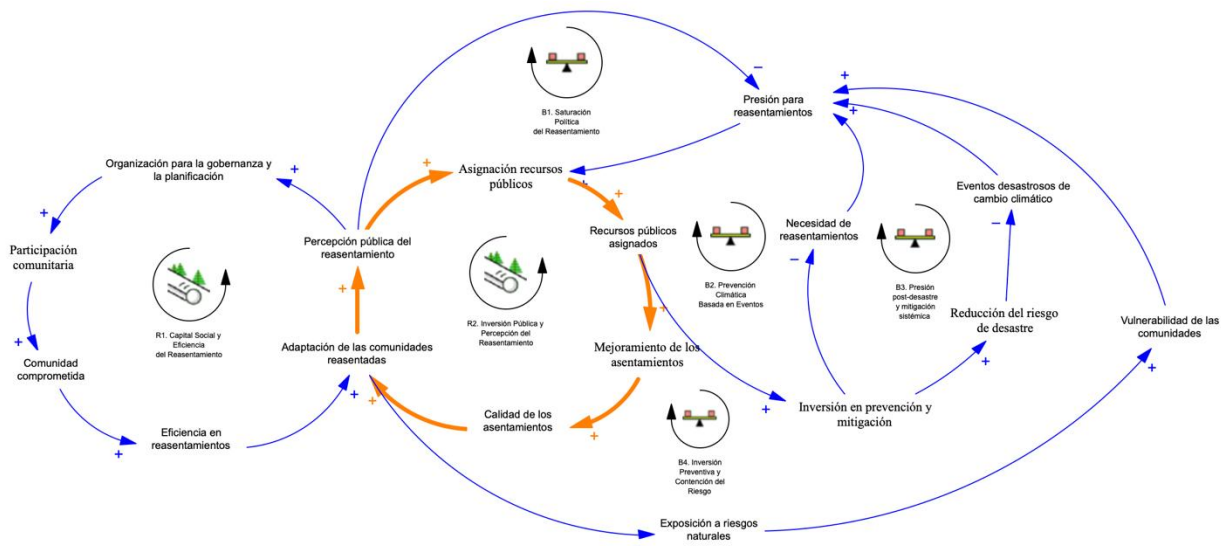 B1. Saturación
Política
del Reasentamiento
Presión para
reasentamientos
Organización para la gobernanza y
la planificación
Asignación recursos
públicos
Eventos desastrosos de
cambio climático
Participación
comunitaria
Percepción pública del
reasentamiento
Recursos públicos
asignados
Necesidad de
reasentamientos
R1. Capital Social y
Eficiencia
del Reasentamiento
R2. Inversión Pública y
Percepción del
Reasentamiento
B2. Prevención
Climática
Basada en Eventos
B3. Presión
post-desastre
y mitigación
sistémica
Reducción del riesgo
de desastre
Vulnerabilidad de las
comunidades
Comunidad
comprometida
Adaptación de las comunidades
reasentadas
Mejoramiento de los
asentamientos
Calidad de los
asentamientos
Inversión en prevención y
mitigación
Eficiencia en
reasentamientos
B4. Inversión
Preventiva y
Contención del
Riesgo
Exposición a riesgos
naturales